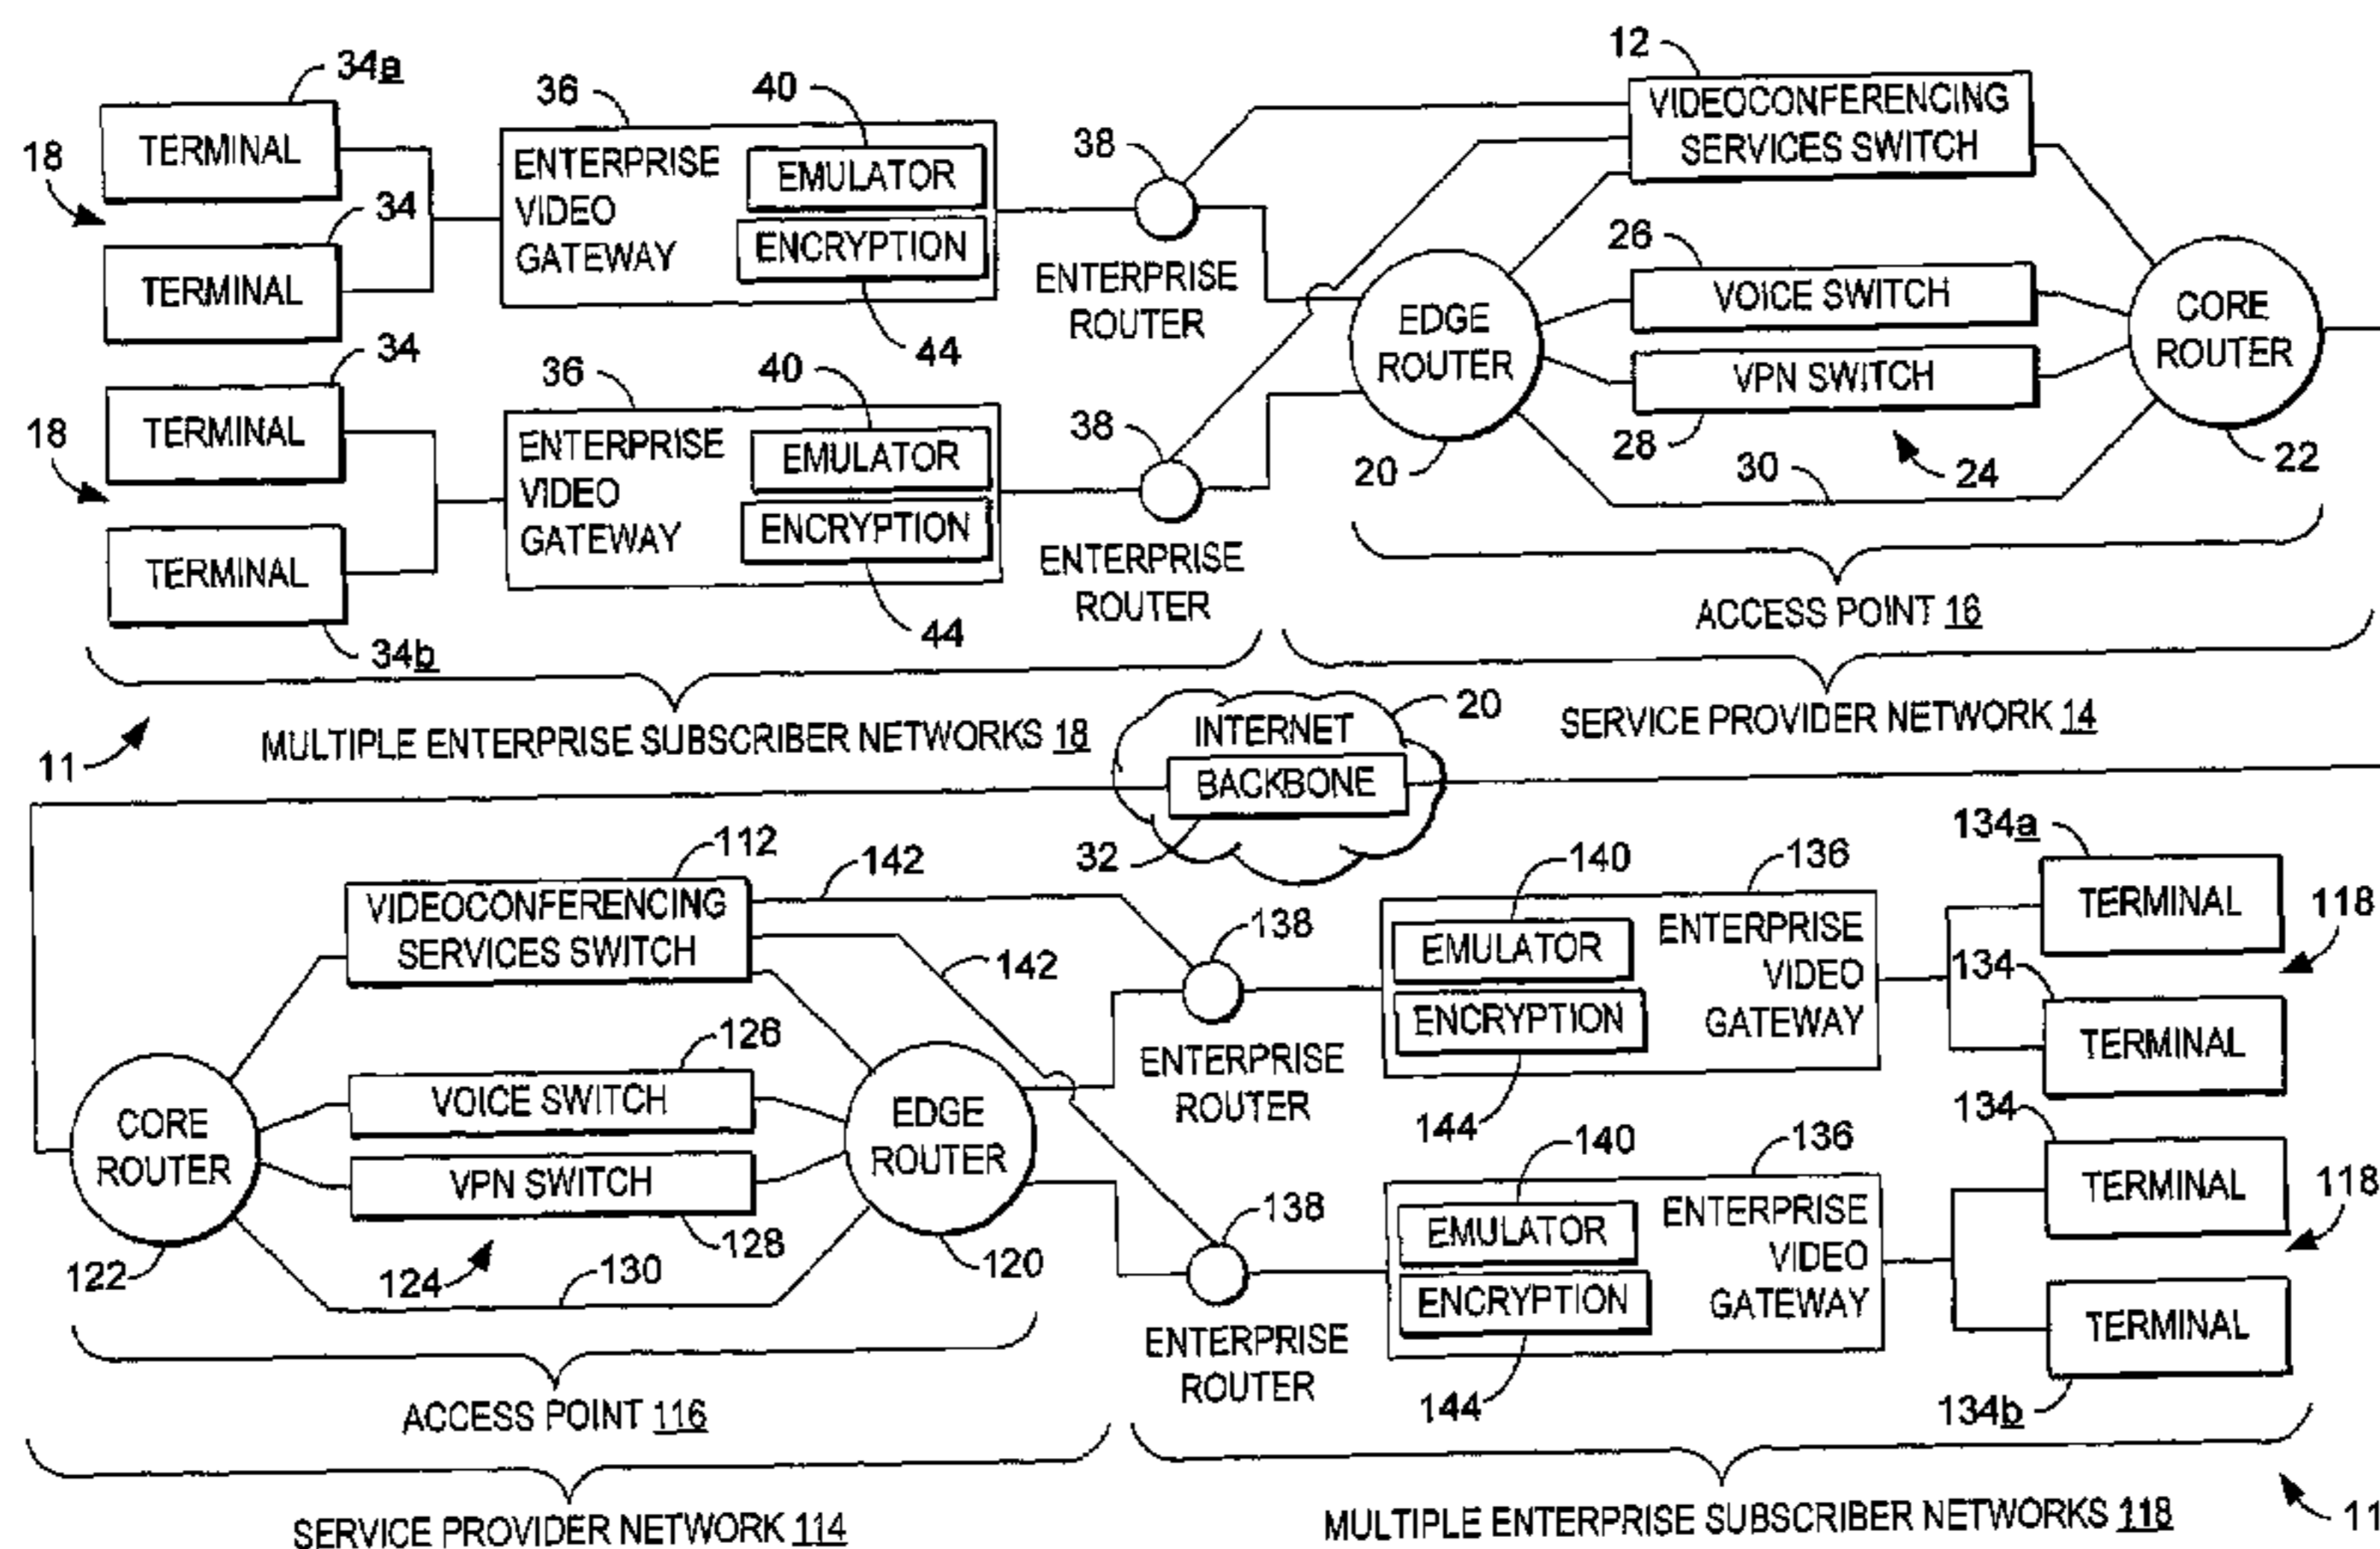 34a
TERMINAL
18
34
TERMINAL
36
ENTERPRISE
VIDEO
GATEWAY
40
EMULATOR
ENCRYPTION
44
38
ENTERPRISE
ROUTER
12
VIDEOCONFERENCING
SERVICES SWITCH
26
VOICE SWITCH
VPN SWITCH
28
24
30
EDGE
ROUTER
20
CORE
ROUTER
22
34
TERMINAL
18
TERMINAL
34b
36
ENTERPRISE
VIDEO
GATEWAY
40
EMULATOR
ENCRYPTION
44
38
ENTERPRISE
ROUTER
ACCESS POINT 16
SERVICE PROVIDER NETWORK 14
MULTIPLE ENTERPRISE SUBSCRIBER NETWORKS 18
11
INTERNET
20
BACKBONE
32
112
VIDEOCONFERENCING
SERVICES SWITCH
142
142
126
VOICE SWITCH
VPN SWITCH
128
124
130
CORE
ROUTER
122
EDGE
ROUTER
120
138
ENTERPRISE
ROUTER
140
EMULATOR
ENCRYPTION
144
136
ENTERPRISE
VIDEO
GATEWAY
134a
TERMINAL
118
134
TERMINAL
138
ENTERPRISE
ROUTER
140
EMULATOR
ENCRYPTION
144
136
ENTERPRISE
VIDEO
GATEWAY
134
TERMINAL
118
TERMINAL
134b
ACCESS POINT 116
SERVICE PROVIDER NETWORK 114
MULTIPLE ENTERPRISE SUBSCRIBER NETWORKS 118
11